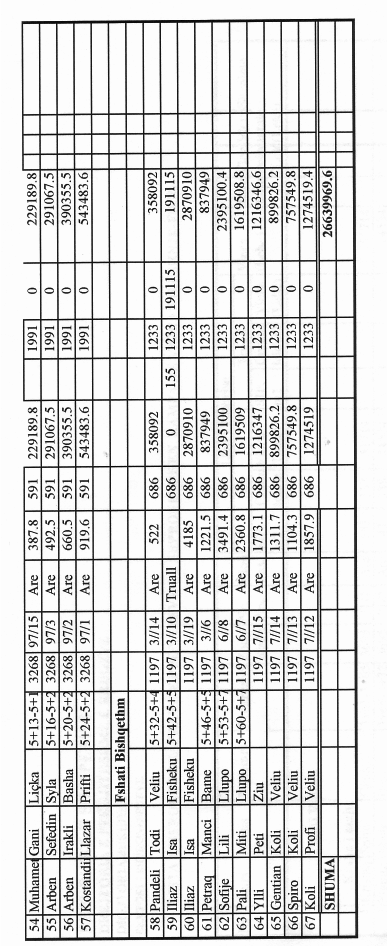 54 Muhamet Gani Liçka 5+13-5+1 3268 97/15 Are 387.8 591 229189.8 1991 0 229189.8
55 Arben Sefedin Syla 5+16-5+2 3268 97/3 Are 492.5 591 291067.5 1991 0 291067.5
56 Arben Irakli Basha 5+20-5+2 3268 97/2 Are 660.5 591 390355.5 1991 0 390355.5
57 Kostandi Llazar Prifti 5+24-5+2 3268 97/1 Are 919.6 591 543483.6 1991 0 543483.6
Fshati Bishqethm
58 Pandeli Todi Veliu 5+32-5+4 1197 3//14 Are 522 686 358092 1233 0 358092
59 Iliaz Isa Fisheku 5+42-5+5 1197 3//10 Truall 686 0 155 1233 191115 191115
60 Iliaz Isa Fisheku 1197 3//19 Are 4185 686 2870910 1233 0 2870910
61 Petraq Manci Bame 5+46-5+5 1197 3//6 Are 1221.5 686 837949 1233 0 837949
62 Sofije Lili Llupo 5+53-5+7 1197 6//8 Are 3491.4 686 2395100 1233 0 2395100.4
63 Pali Miti Llupo 5+60-5+7 1197 6//7 Are 2360.8 686 1619509 1233 0 1619508.8
64 Ylli Peti Ziu 1197 7//15 Are 1773.1 686 1216347 1233 0 1216346.6
65 Gentian Koli Veliu 1197 7//14 Are 1311.7 686 899826.2 1233 0 899826.2
66 Spiro Koli Veliu 1197 7//13 Are 1104.3 686 757549.8 1233 0 757549.8
67 Koli Profi Veliu 1197 7//12 Are 1857.9 686 1274519 1233 0 1274519.4
SHUMA 26639969.6